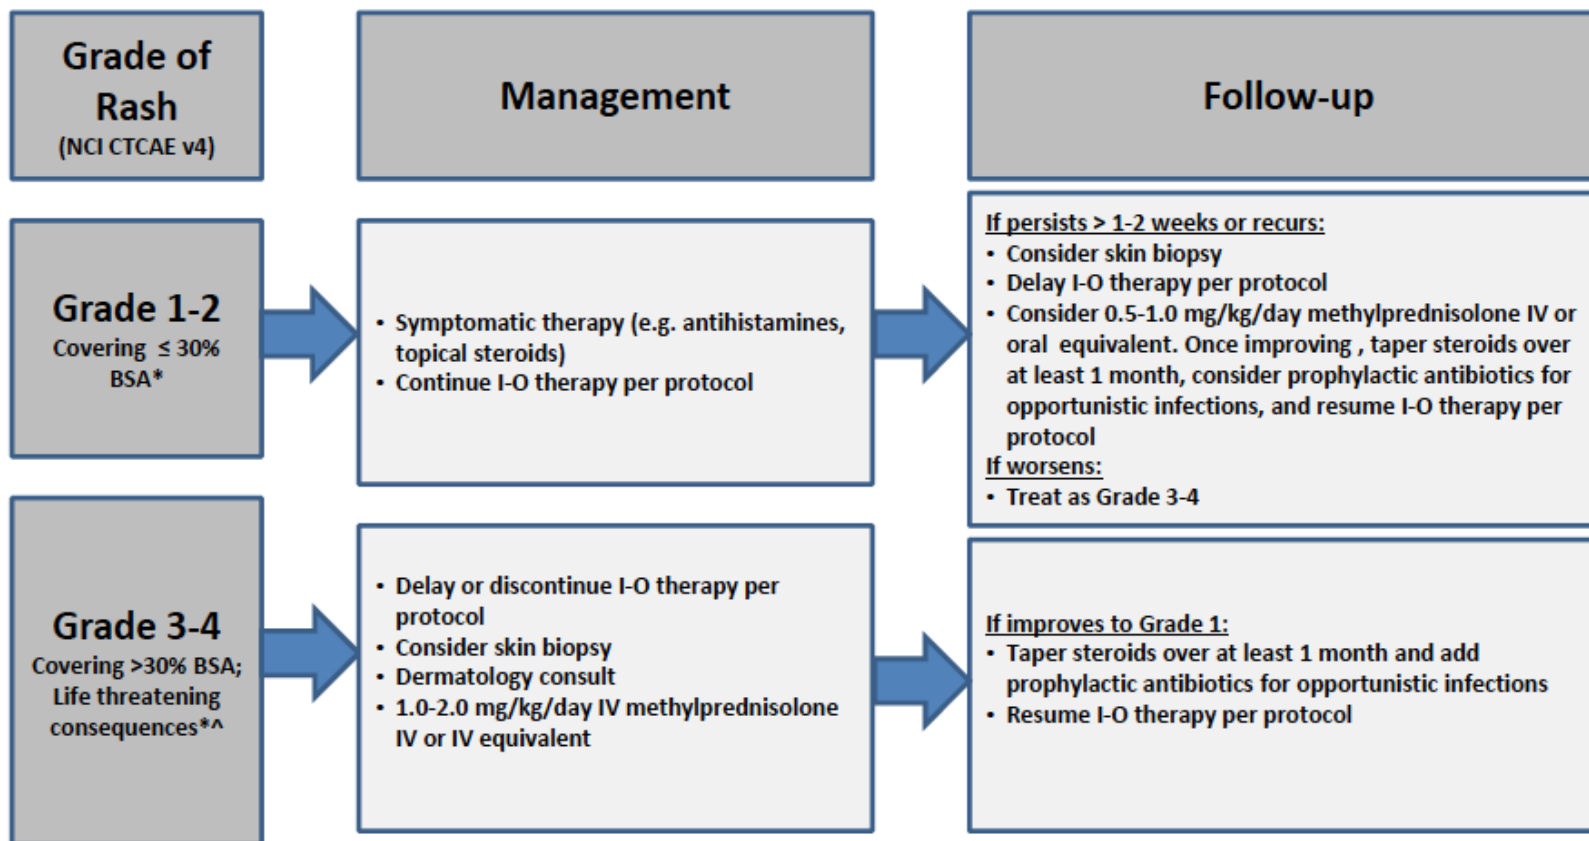 Grade of
Rash
(NCI CTCAE v4)
Management
Follow-up
Grade 1-2
Covering ≤ 30%
BSA*
• Symptomatic therapy (e.g. antihistamines,
topical steroids)
• Continue I-O therapy per protocol
If persists > 1-2 weeks or recurs:
• Consider skin biopsy
• Delay I-O therapy per protocol
• Consider 0.5-1.0 mg/kg/day methylprednisolone IV or
oral equivalent. Once improving , taper steroids over
at least 1 month, consider prophylactic antibiotics for
opportunistic infections, and resume I-O therapy per
protocol
If worsens:
• Treat as Grade 3-4
Grade 3-4
Covering >30% BSA;
Life threatening
consequences*^
• Delay or discontinue I-O therapy per
protocol
• Consider skin biopsy
• Dermatology consult
• 1.0-2.0 mg/kg/day IV methylprednisolone
IV or IV equivalent
If improves to Grade 1:
• Taper steroids over at least 1 month and add
prophylactic antibiotics for opportunistic infections
• Resume I-O therapy per protocol